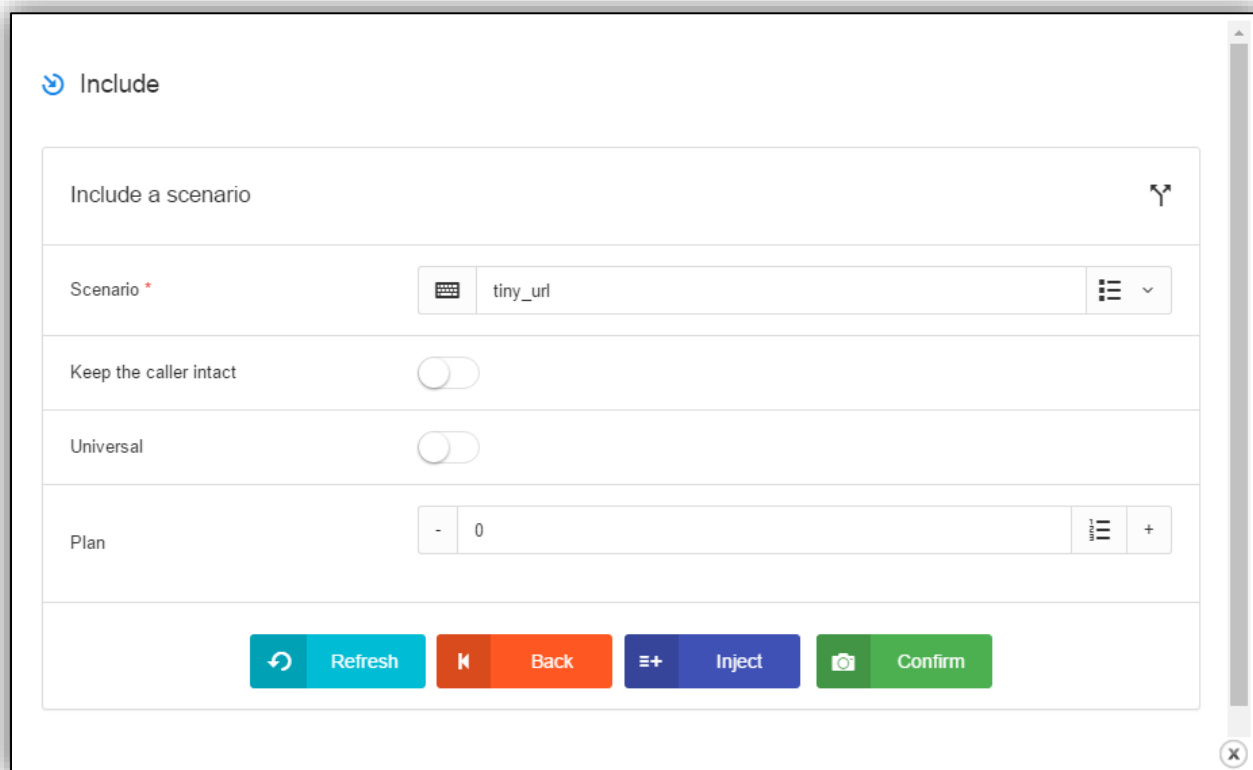 Include
Include a scenario
Scenario *
tiny_url
Keep the caller intact
Universal
Plan
- 0 +
Refresh Back Inject Confirm
x